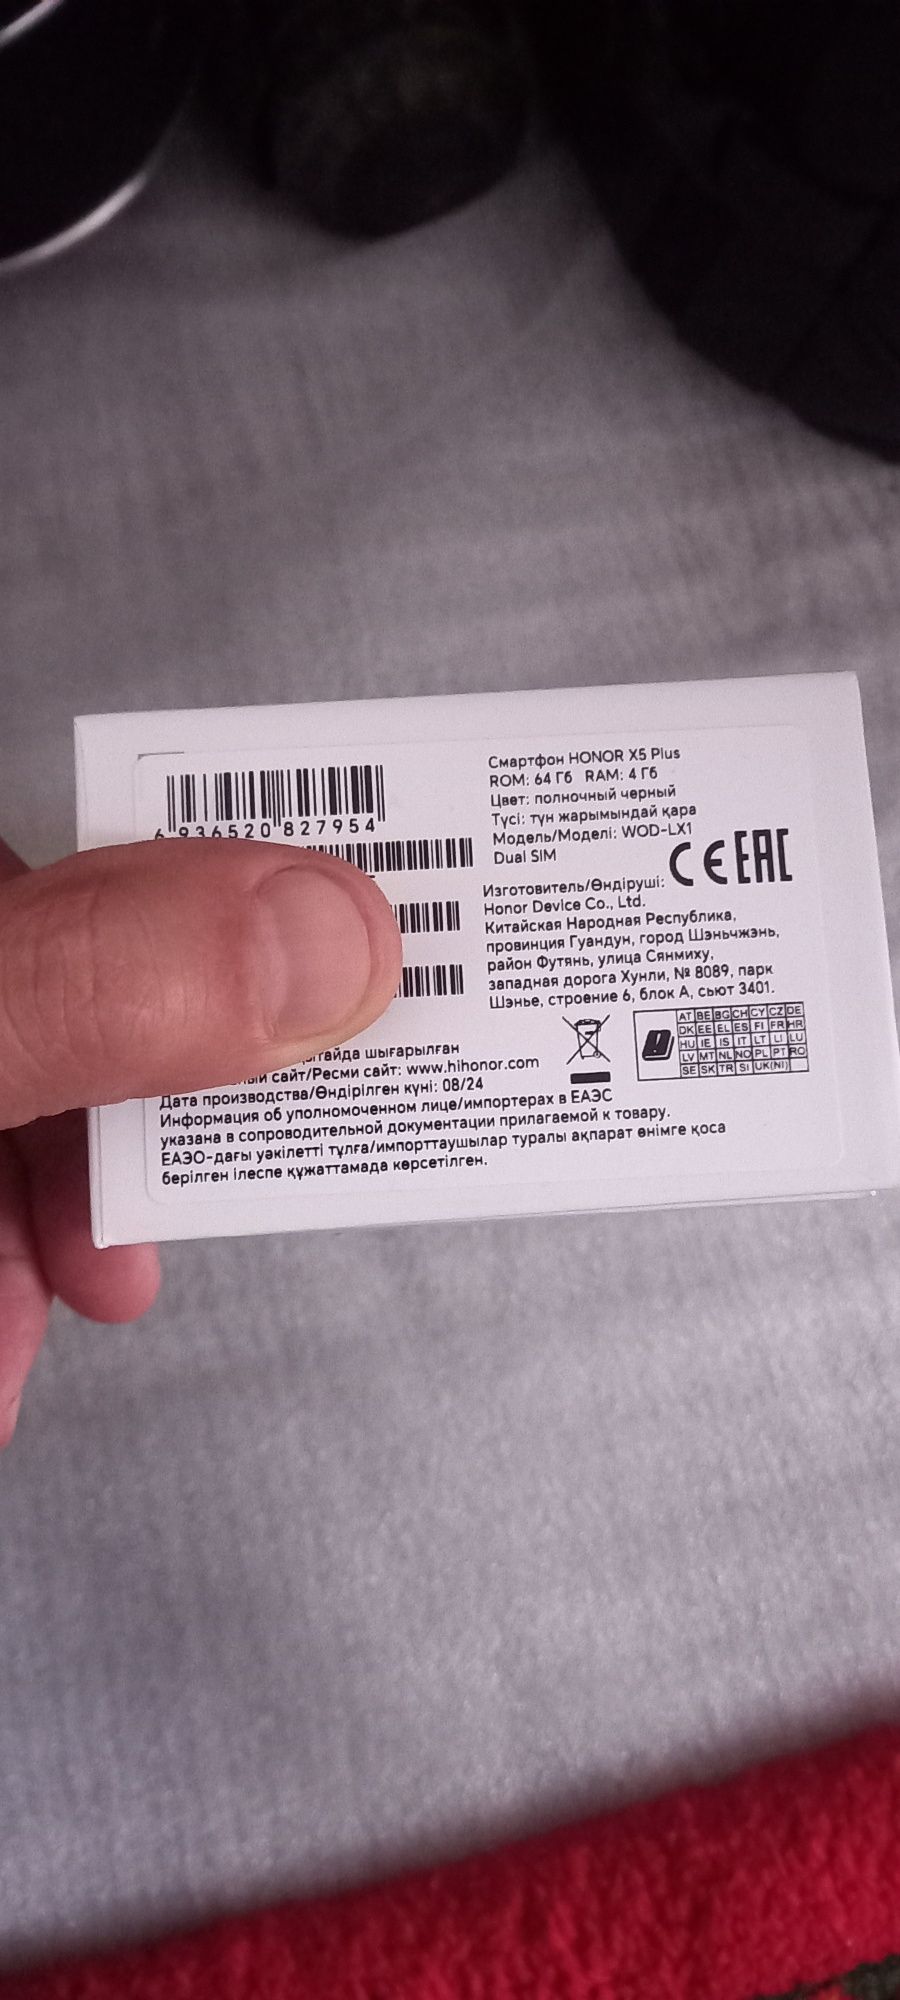 6 936520 827954
Смартфон HONOR X5 Plus
ROM: 64 Гб RAM: 4 Гб
Цвет: полночный черный
Түсі: түн жарымындай қара
Модель/Моделі: WOD-LX1
Dual SIM
CE EAC
Изготовитель/Өндіруші:
Honor Device Co., Ltd.
Китайская Народная Республика,
провинция Гуандун, город Шэньчжэнь,
район Футянь, улица Сянмиху,
западная дорога Хунли, № 8089, парк
Шэнье, строение 6, блок А, сьют 3401.
AT BE BG CH CY CZ DE
DK EE EL ES FI FR HR
HU IE IS IT LT LI LU
LV MT NL NO PL PT RO
SE SK TR SI UK(NI)
шығарылған
сайт/Ресми сайт: www.hihonor.com
Дата производства/Өндірілген күні: 08/24
Информация об уполномоченном лице/импортерах в ЕАЭС
указана в сопроводительной документации прилагаемой к товару.
ЕАЭО-дағы уәкілетті тұлға/импорттаушылар туралы ақпарат өнімге қоса
берілген ілеспе құжаттамада көрсетілген.